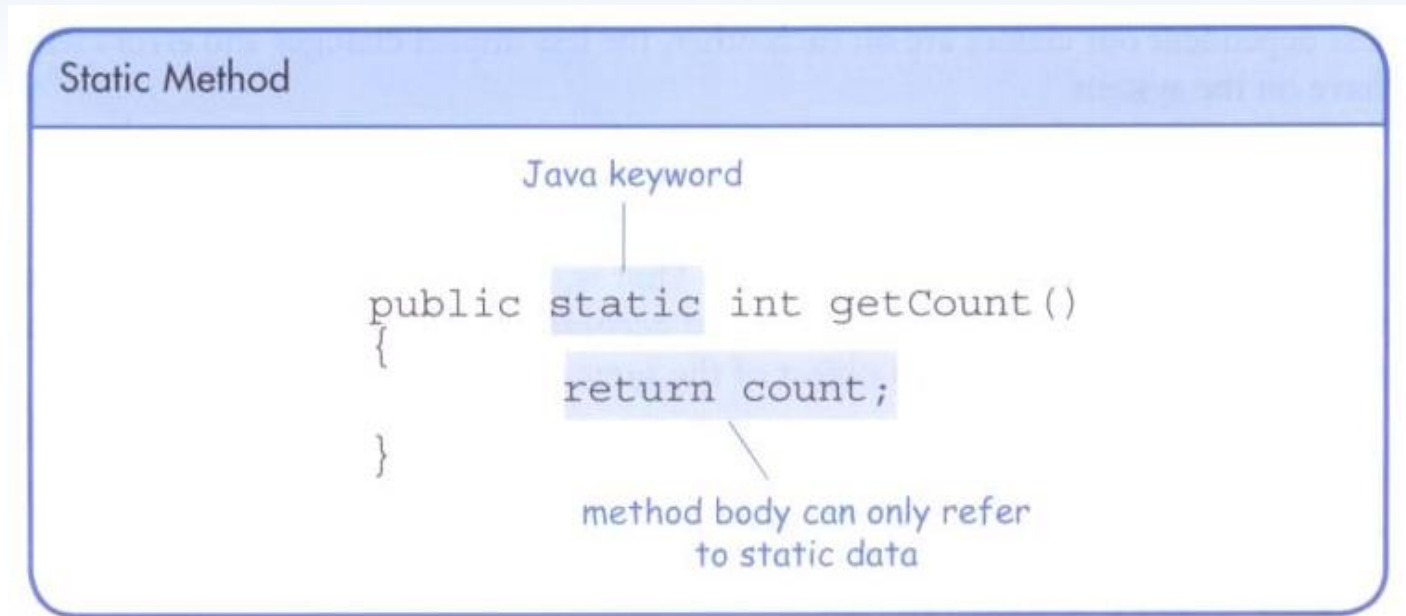 Static Method
Java keyword
public static int getCount()
{
return count;
}
method body can only refer
to static data